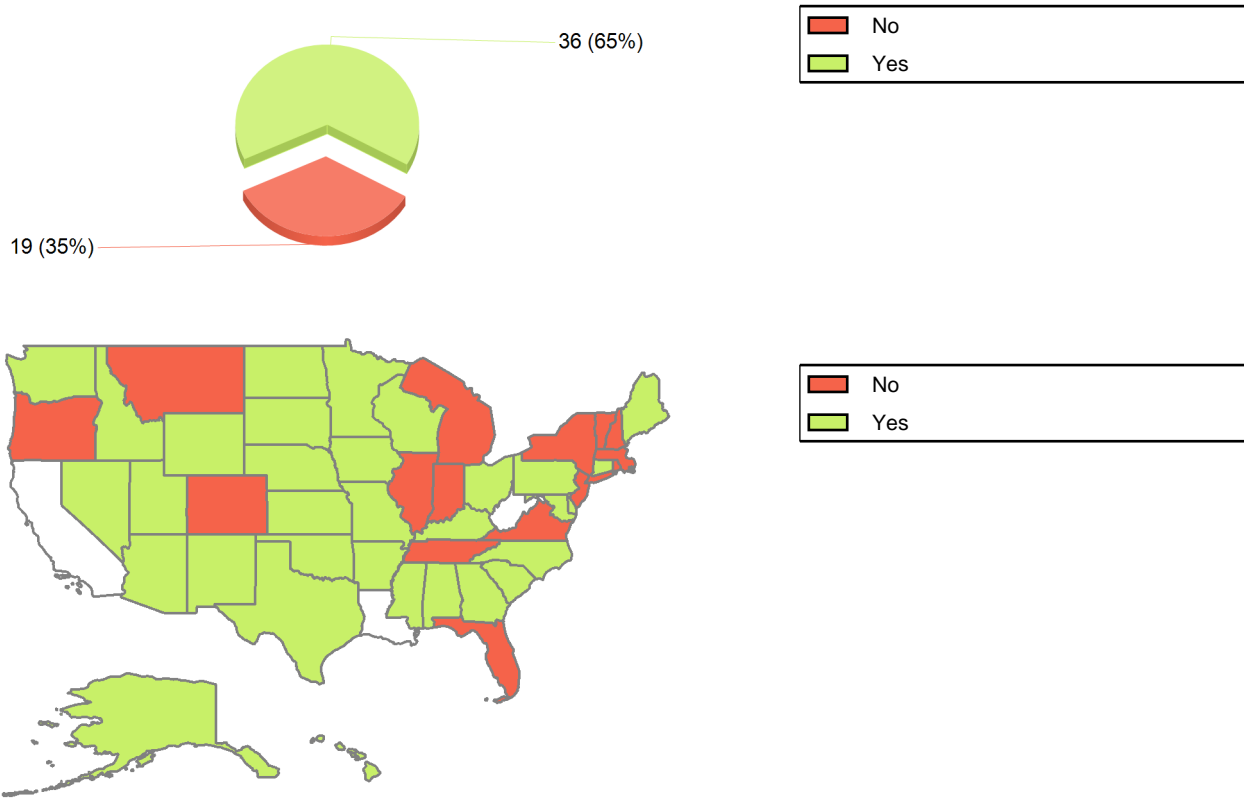 36 (65%)
No
Yes
19 (35%)
No
Yes